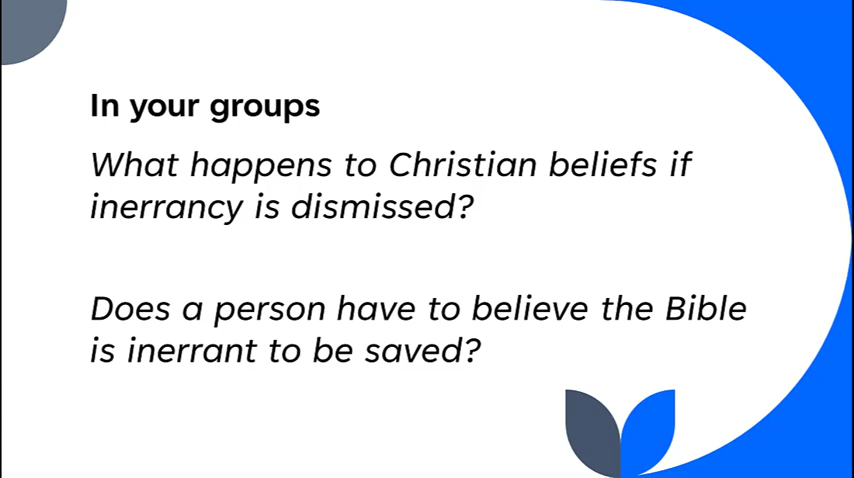 In your groups
What happens to Christian beliefs if
inerrancy is dismissed?
Does a person have to believe the Bible
is inerrant to be saved?